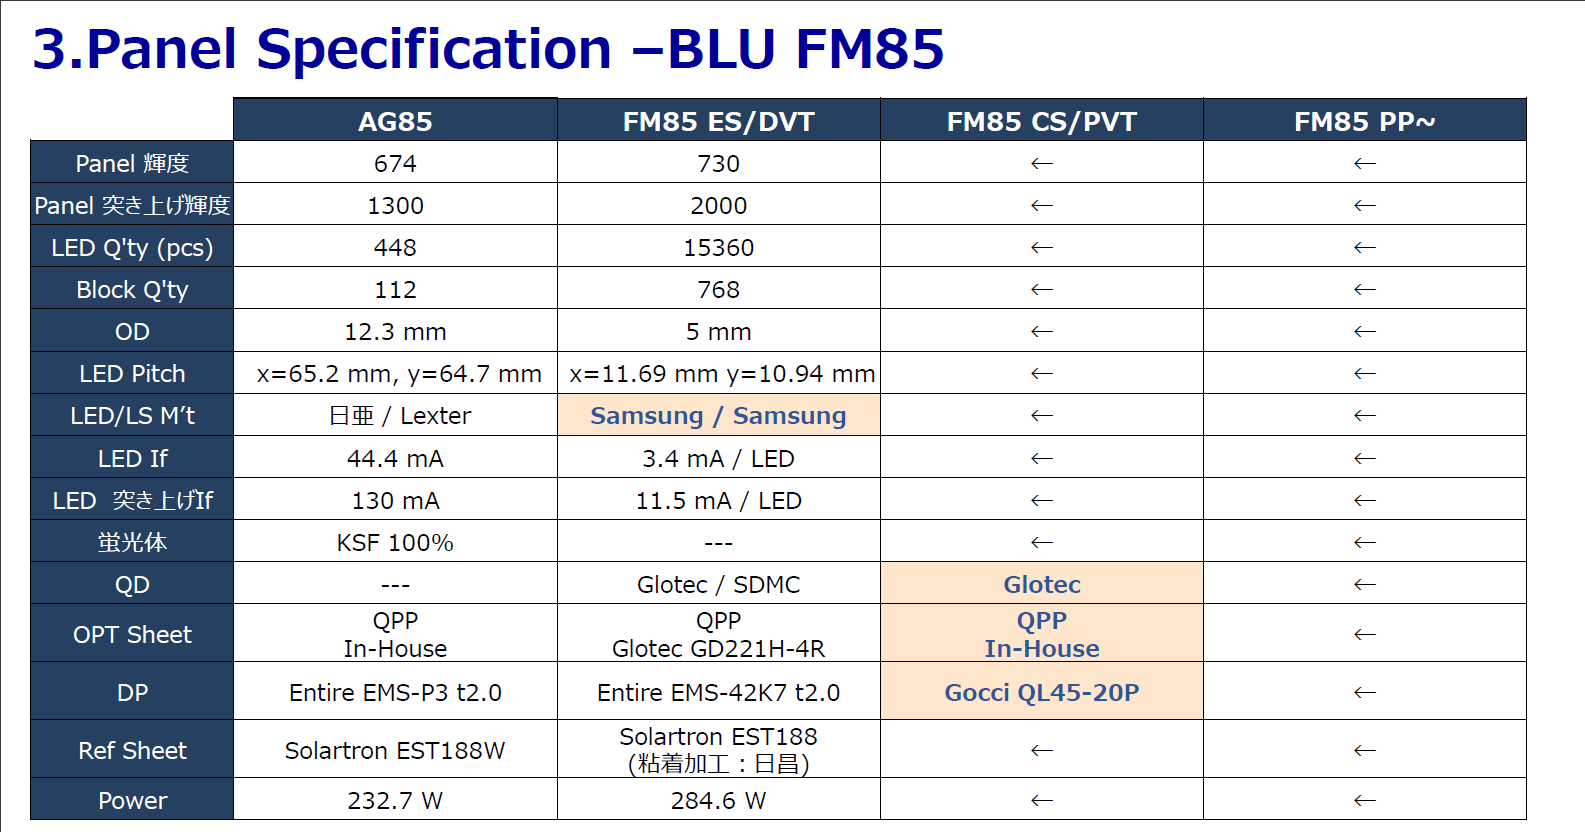 3.Panel Specification –BLU FM85
AG85 FM85 ES/DVT FM85 CS/PVT FM85 PP~
Panel 輝度 674 730 ← ←
Panel 突き上げ輝度 1300 2000 ← ←
LED Q'ty (pcs) 448 15360 ← ←
Block Q'ty 112 768 ← ←
OD 12.3 mm 5 mm ← ←
LED Pitch x=65.2 mm, y=64.7 mm x=11.69 mm y=10.94 mm ← ←
LED/LS M’t 日亜 / Lexter Samsung / Samsung ← ←
LED If 44.4 mA 3.4 mA / LED ← ←
LED 突き上げIf 130 mA 11.5 mA / LED ← ←
蛍光体 KSF 100% --- ← ←
QD --- Glotec / SDMC Glotec ←
OPT Sheet QPP QPP QPP ←
In-House Glotec GD221H-4R In-House
DP Entire EMS-P3 t2.0 Entire EMS-42K7 t2.0 Gocci QL45-20P ←
Ref Sheet Solartron EST188W Solartron EST188 ← ←
(粘着加工：日昌)
Power 232.7 W 284.6 W ← ←